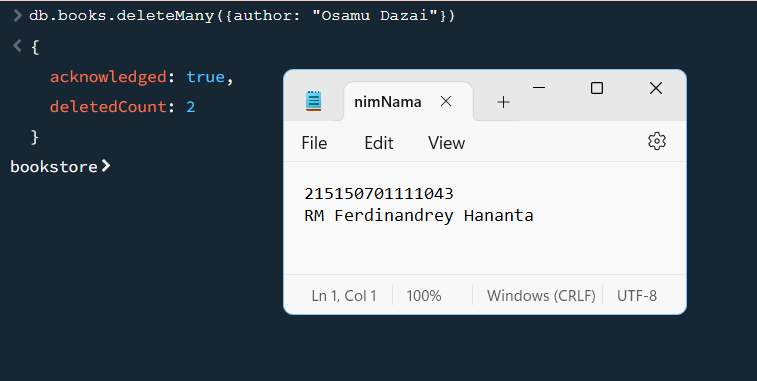 db.books.deleteMany({author: "Osamu Dazai"})
{
acknowledged: true,
deletedCount: 2
}
bookstore>
nimNama
File Edit View
215150701111043
RM Ferdinandrey Hananta
Ln 1, Col 1 100% Windows (CRLF) UTF-8